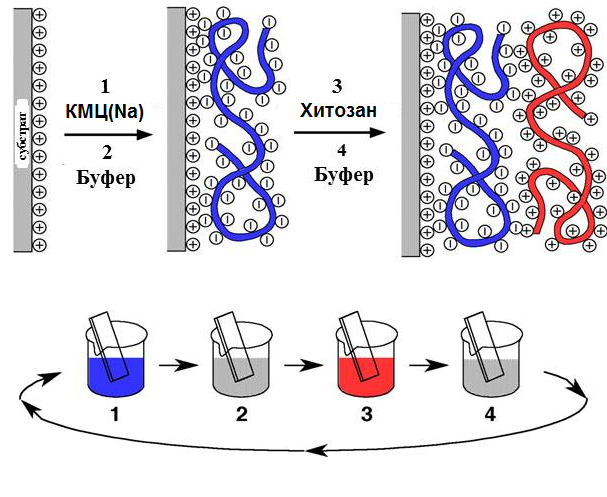 субстрат
1
КМЦ(Na)
2
Буфер
3
Хитозан
4
Буфер
1 2 3 4